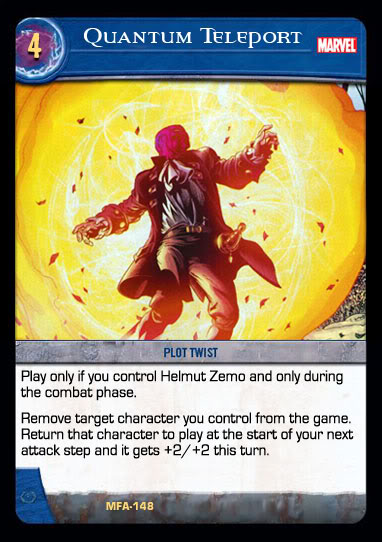 4
QUANTUM TELEPORT
MARVEL
PLOT TWIST
Play only if you control Helmut Zemo and only during
the combat phase.
Remove target character you control from the game.
Return that character to play at the start of your next
attack step and it gets +2/+2 this turn.
MFA-148